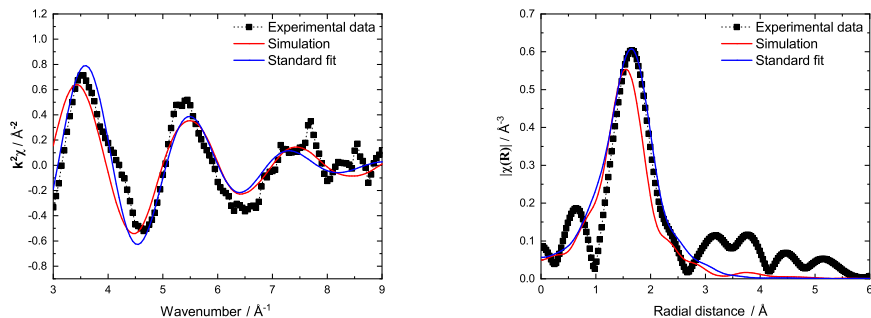 1.2
1.0
0.8
0.6
0.4
0.2
0.0
-0.2
-0.4
-0.6
-0.8
k²χ / Å⁻²
3 4 5 6 7 8 9
Wavenumber / Å⁻¹
Experimental data
Simulation
Standard fit
0.7
0.6
0.5
0.4
0.3
0.2
0.1
0.0
|χ(R)| / Å⁻³
0 1 2 3 4 5 6
Radial distance / Å
Experimental data
Simulation
Standard fit